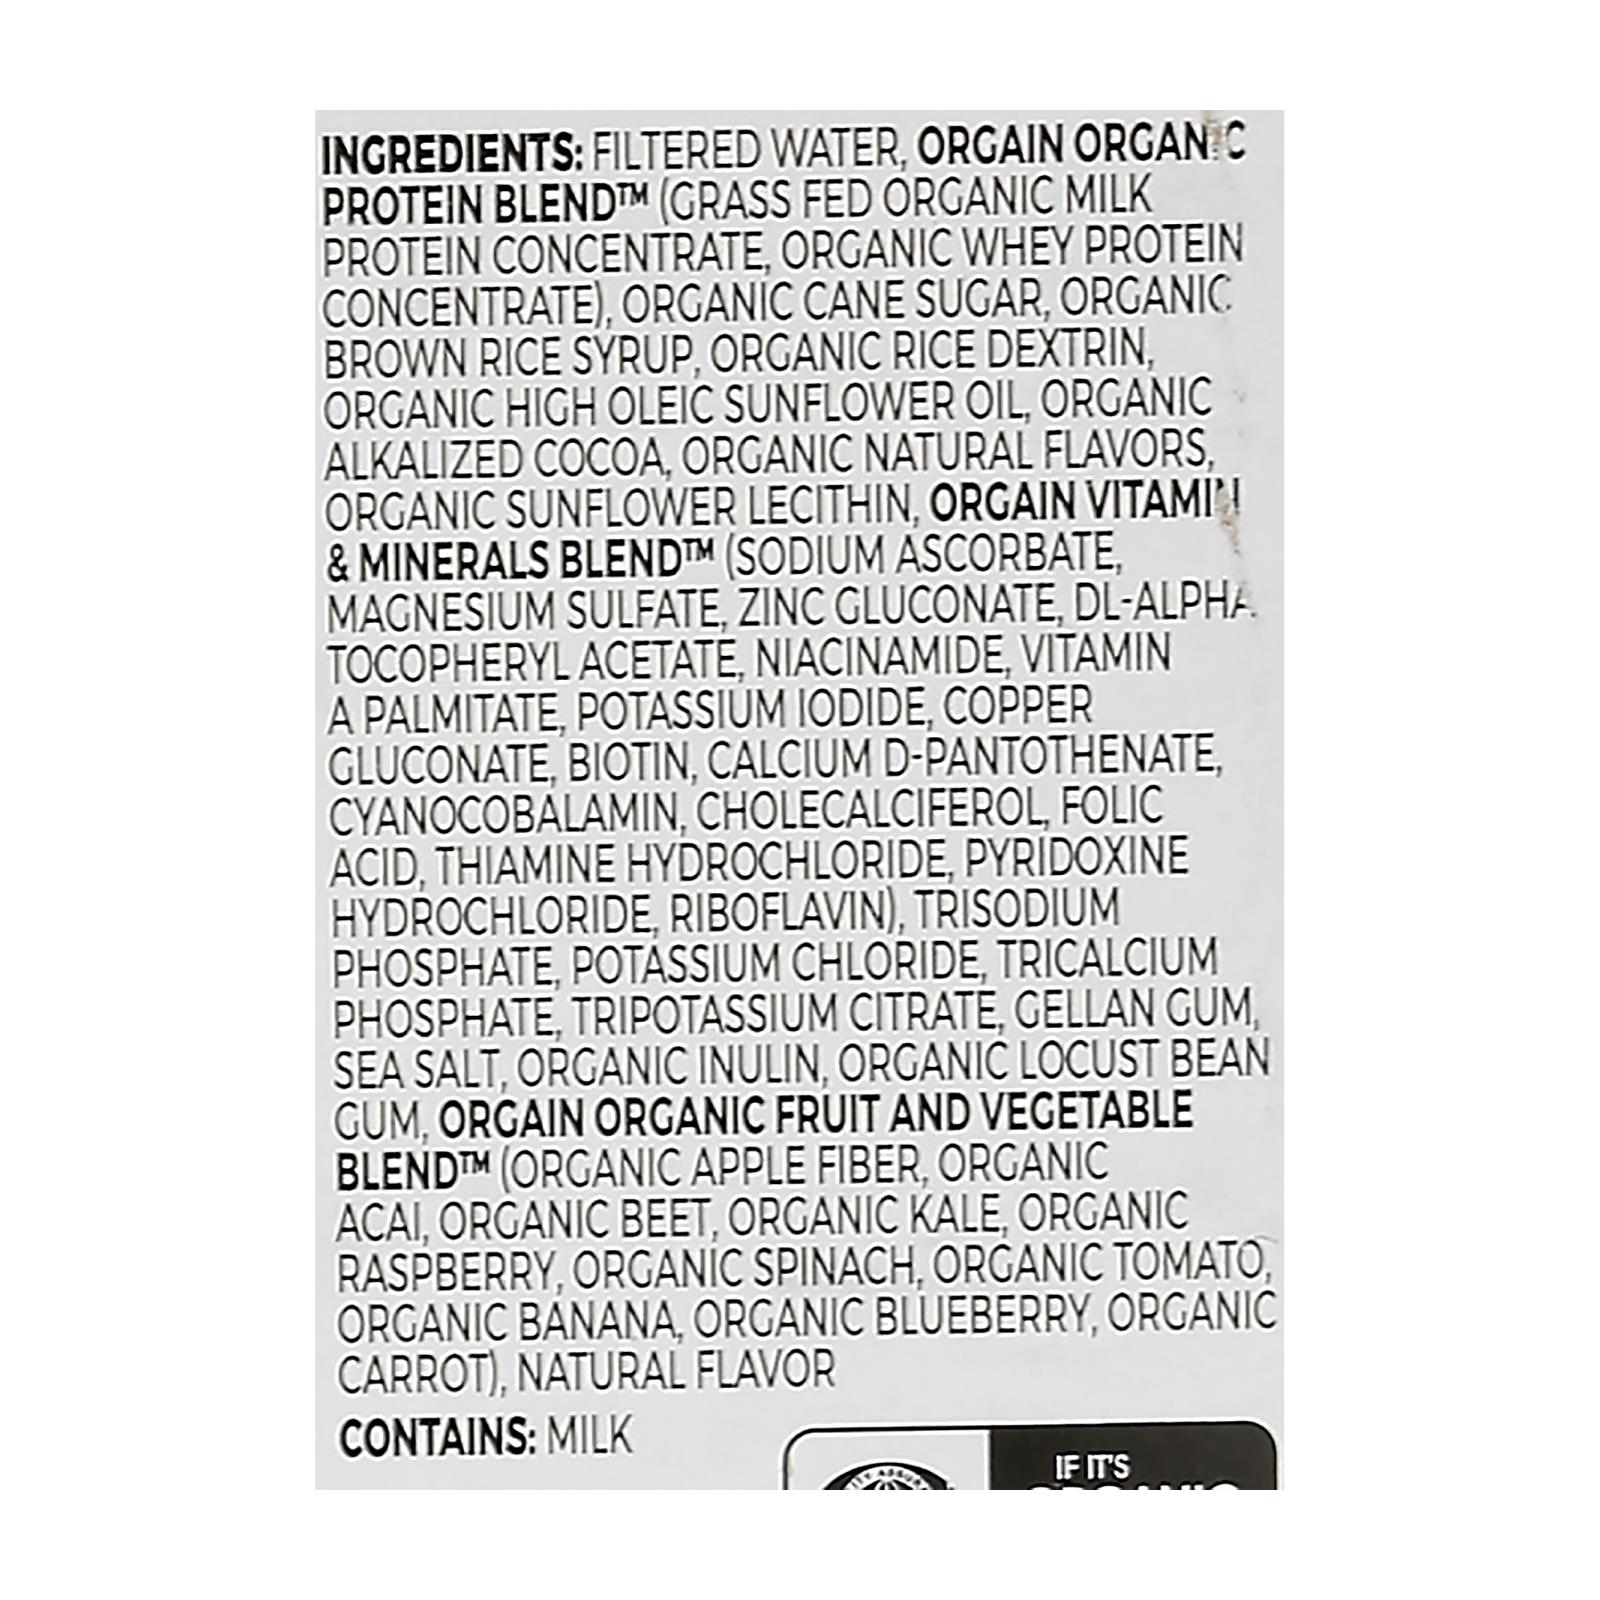 INGREDIENTS: FILTERED WATER, ORGAIN ORGANIC
PROTEIN BLEND™ (GRASS FED ORGANIC MILK
PROTEIN CONCENTRATE, ORGANIC WHEY PROTEIN
CONCENTRATE), ORGANIC CANE SUGAR, ORGANIC
BROWN RICE SYRUP, ORGANIC RICE DEXTRIN,
ORGANIC HIGH OLEIC SUNFLOWER OIL, ORGANIC
ALKALIZED COCOA, ORGANIC NATURAL FLAVORS,
ORGANIC SUNFLOWER LECITHIN, ORGAIN VITAMIN
& MINERALS BLEND™ (SODIUM ASCORBATE,
MAGNESIUM SULFATE, ZINC GLUCONATE, DL-ALPHA
TOCOPHERYL ACETATE, NIACINAMIDE, VITAMIN
A PALMITATE, POTASSIUM IODIDE, COPPER
GLUCONATE, BIOTIN, CALCIUM D-PANTOTHENATE,
CYANOCOBALAMIN, CHOLECALCIFEROL, FOLIC
ACID, THIAMINE HYDROCHLORIDE, PYRIDOXINE
HYDROCHLORIDE, RIBOFLAVIN), TRISODIUM
PHOSPHATE, POTASSIUM CHLORIDE, TRICALCIUM
PHOSPHATE, TRIPOTASSIUM CITRATE, GELLAN GUM,
SEA SALT, ORGANIC INULIN, ORGANIC LOCUST BEAN
GUM, ORGAIN ORGANIC FRUIT AND VEGETABLE
BLEND™ (ORGANIC APPLE FIBER, ORGANIC
ACAI, ORGANIC BEET, ORGANIC KALE, ORGANIC
RASPBERRY, ORGANIC SPINACH, ORGANIC TOMATO,
ORGANIC BANANA, ORGANIC BLUEBERRY, ORGANIC
CARROT), NATURAL FLAVOR
CONTAINS: MILK
IF IT'S